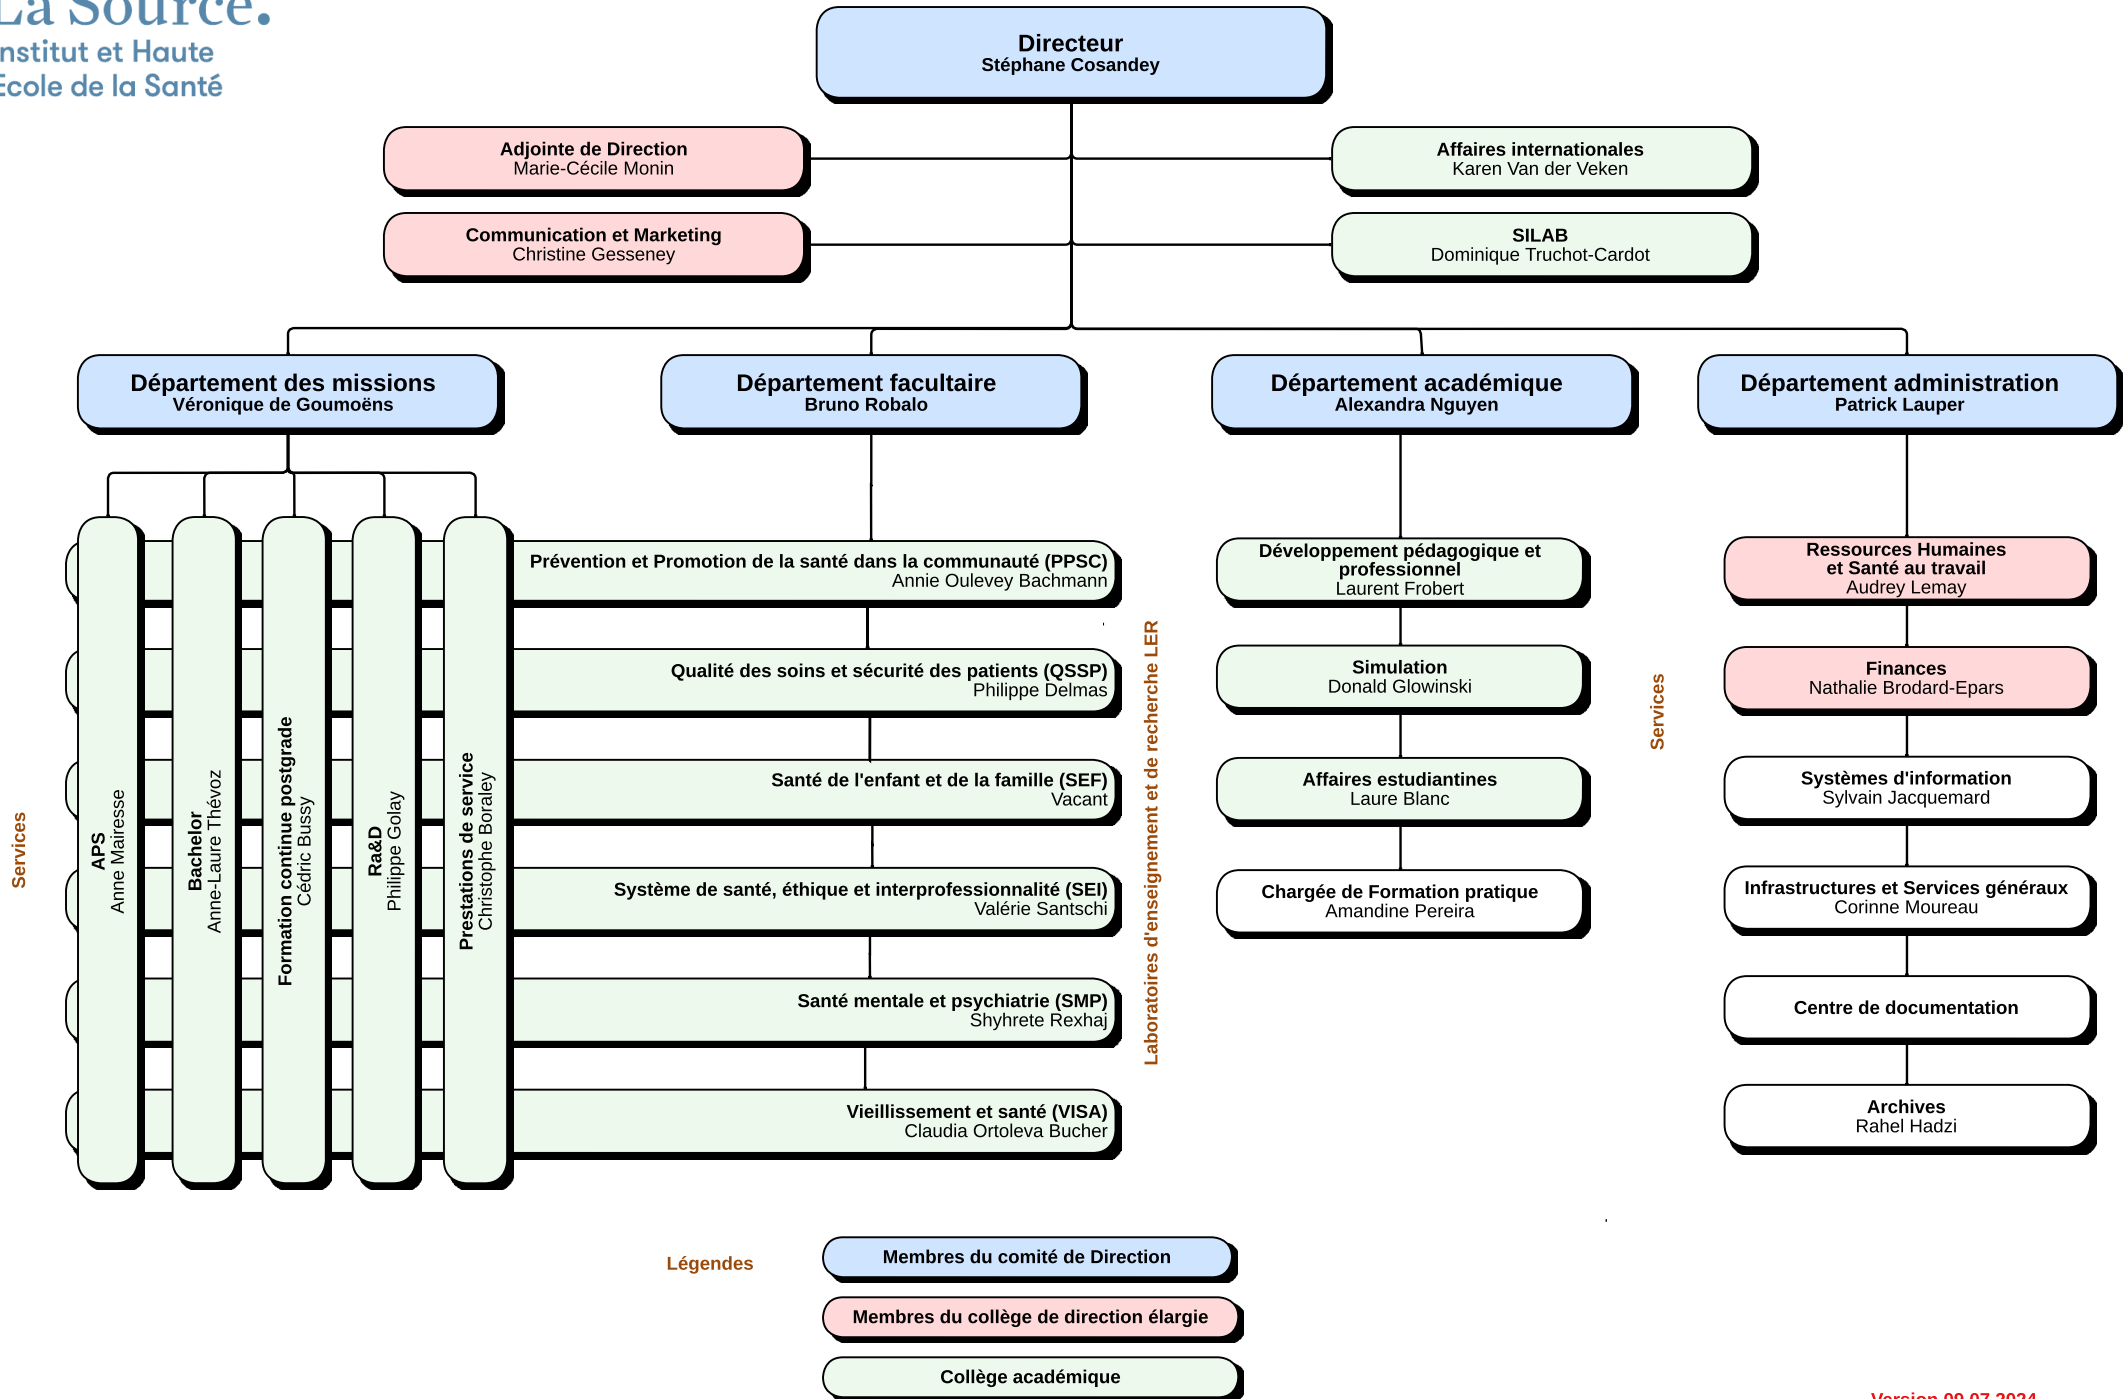 La Source.
Institut et Haute
Ecole de la Santé
Directeur
Stéphane Cosandey
Adjointe de Direction
Marie-Cécile Monin
Affaires internationales
Karen Van der Veken
Communication et Marketing
Christine Gesseney
SILAB
Dominique Truchot-Cardot
Département des missions
Véronique de Goumoëns
Département facultaire
Bruno Robalo
Département académique
Alexandra Nguyen
Département administration
Patrick Lauper
Services
APS
Anne Mairesse
Bachelor
Anne-Laure Thévoz
Formation continue postgrade
Cédric Bussy
Ra&D
Philippe Golay
Prestations de service
Christophe Boraley
Prévention et Promotion de la santé dans la communauté (PPSC)
Annie Oulevey Bachmann
Qualité des soins et sécurité des patients (QSSP)
Philippe Delmas
Santé de l'enfant et de la famille (SEF)
Vacant
Système de santé, éthique et interprofessionnalité (SEI)
Valérie Santschi
Santé mentale et psychiatrie (SMP)
Shyhrete Rexhaj
Vieillissement et santé (VISA)
Claudia Ortoleva Bucher
Laboratoires d'enseignement et de recherche LER
Développement pédagogique et
professionnel
Laurent Frobert
Simulation
Donald Glowinski
Affaires estudiantines
Laure Blanc
Chargée de Formation pratique
Amandine Pereira
Services
Ressources Humaines
et Santé au travail
Audrey Lemay
Finances
Nathalie Brodard-Epars
Systèmes d'information
Sylvain Jacquemard
Infrastructures et Services généraux
Corinne Moureau
Centre de documentation
Archives
Rahel Hadzi
Légendes
Membres du comité de Direction
Membres du collège de direction élargie
Collège académique
Version 09.07.2024